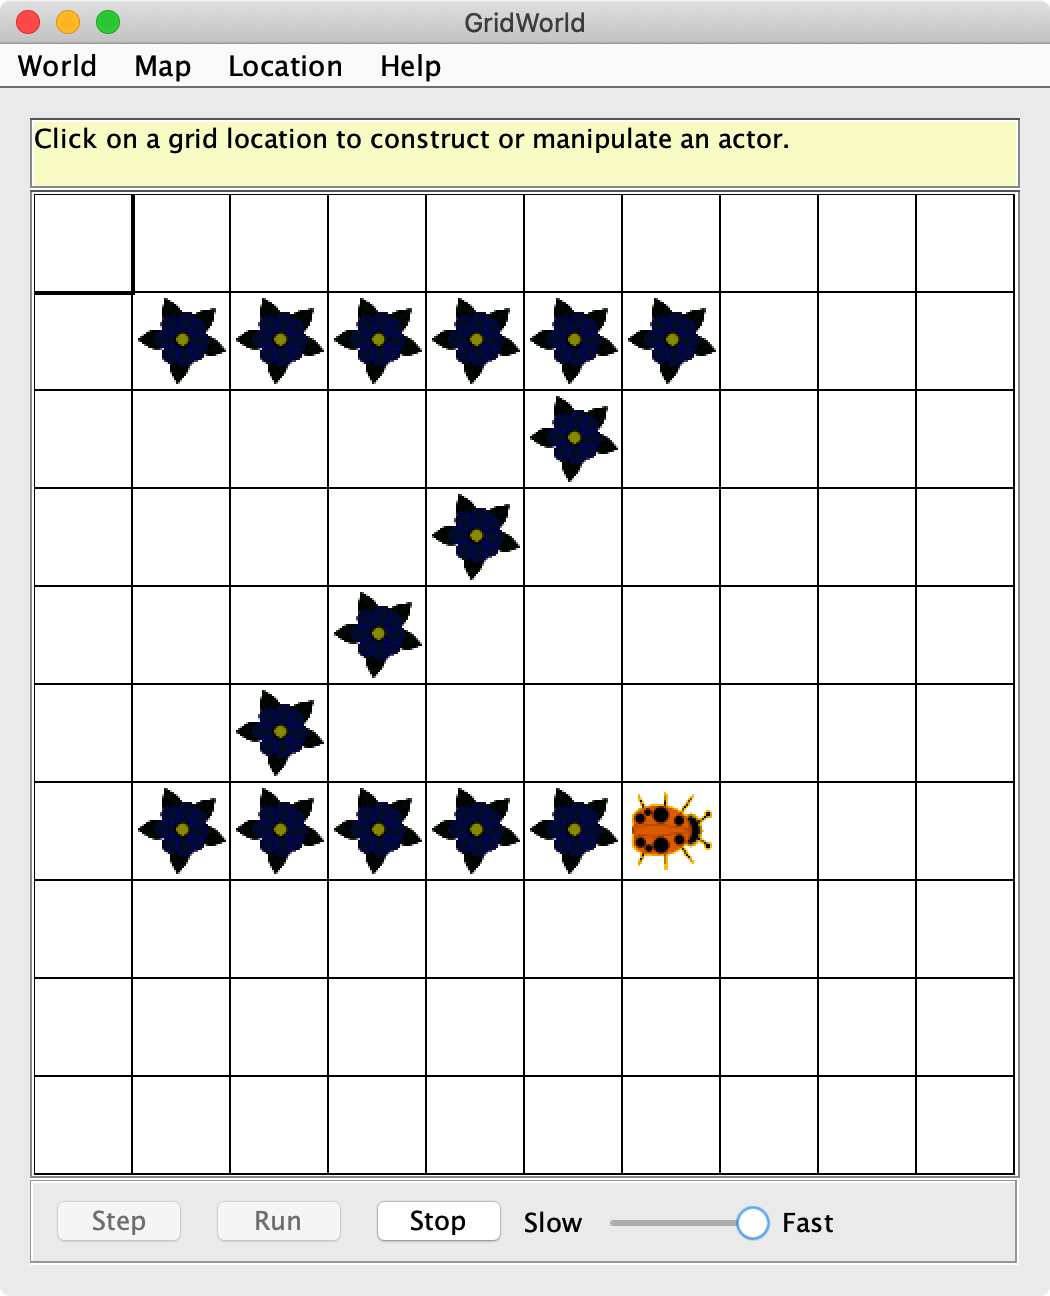 GridWorld
World Map Location Help
Click on a grid location to construct or manipulate an actor.
Step Run Stop Slow Fast